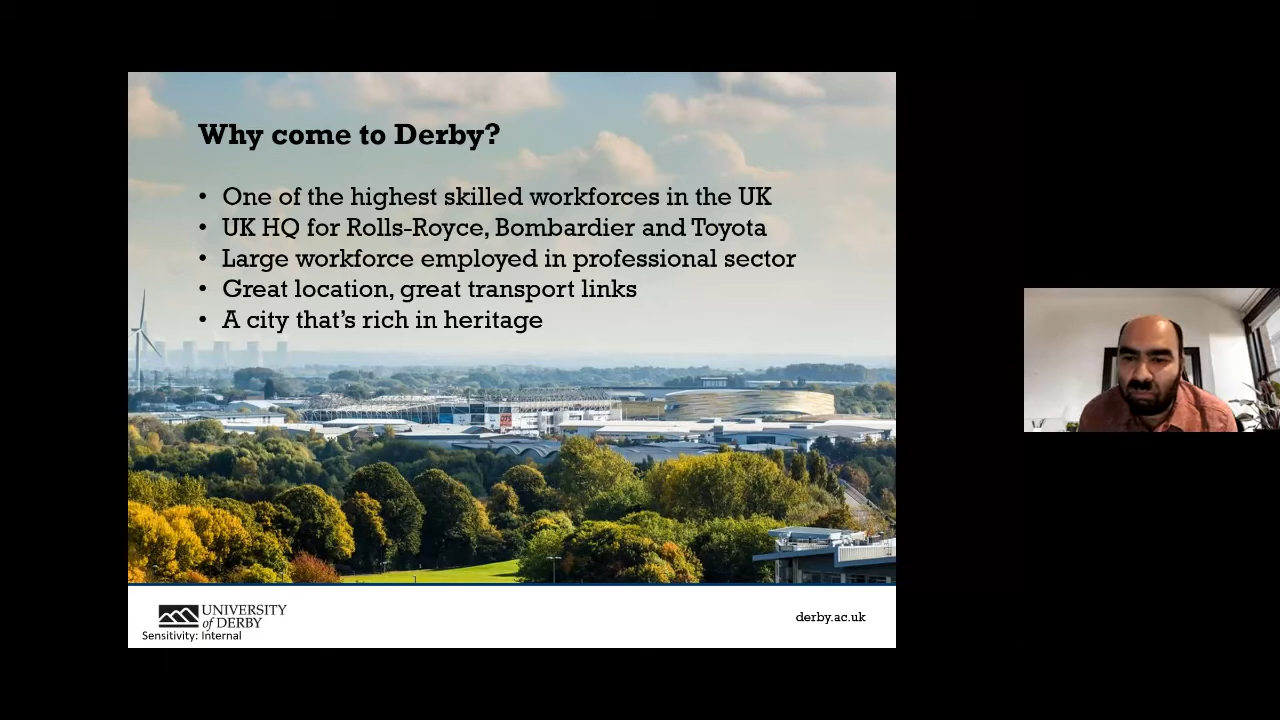 Why come to Derby?
• One of the highest skilled workforces in the UK
• UK HQ for Rolls-Royce, Bombardier and Toyota
• Large workforce employed in professional sector
• Great location, great transport links
• A city that’s rich in heritage
UNIVERSITY
of DERBY
Sensitivity: Internal
derby.ac.uk